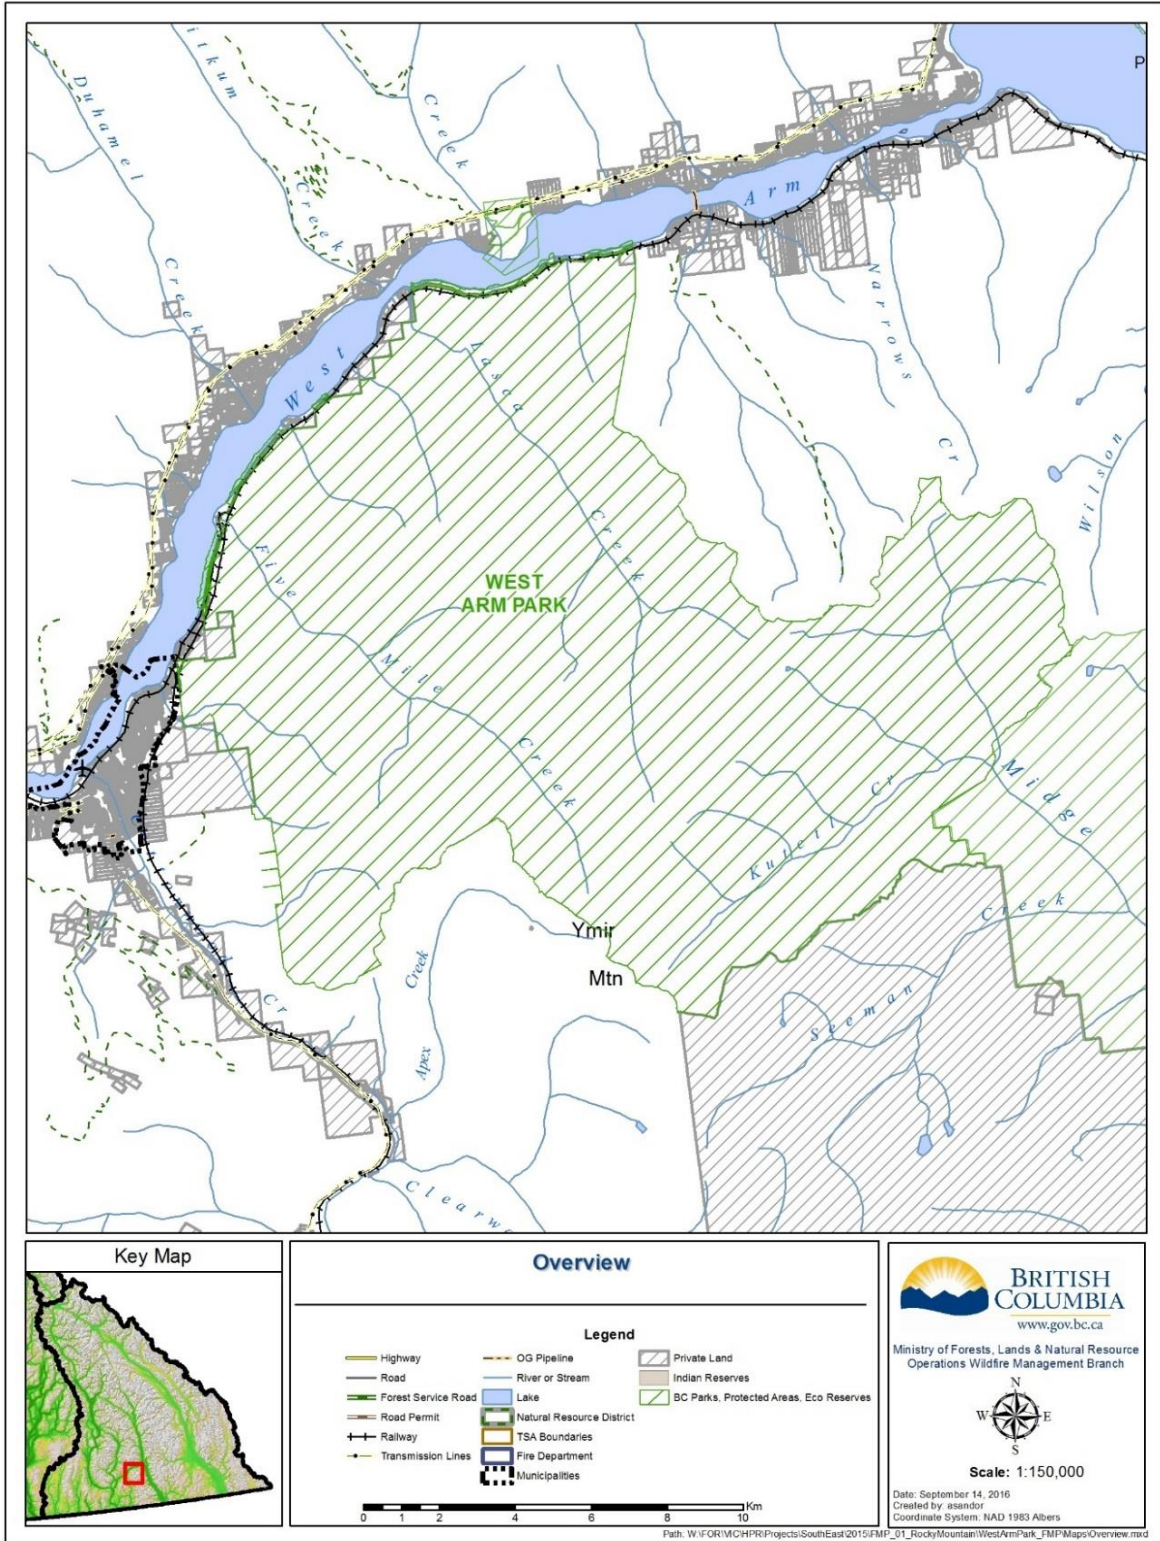 P
Duhamel
Creek
itkum
Creek
Creek
West
Arm
Narrows
Cr
Wilson
Lasca
Creek
Five
Mile
Creek
WEST
ARM PARK
Midge
Creek
Kutetl Cr
Ymir
Mtn
Seeman
Cr
Apex
Creek
Clearw
Key Map
Overview
Legend
Highway
Road
Forest Service Road
Road Permit
Railway
Transmission Lines
OG Pipeline
River or Stream
Lake
Natural Resource District
TSA Boundaries
Fire Department
Municipalities
Private Land
Indian Reserves
BC Parks, Protected Areas, Eco Reserves
Km
0 1 2 4 6 8 10
BRITISH
COLUMBIA
www.gov.bc.ca
Ministry of Forests, Lands & Natural Resource
Operations Wildfire Management Branch
N
W E
S
Scale: 1:150,000
Date: September 14, 2016
Created by: asandor
Coordinate System: NAD 1983 Albers
Path: W:\FOR\VIC\HPR\Projects\SouthEast\2015\FMP_01_RockyMountain\WestArmPark_FMP\Maps\Overview.mxd